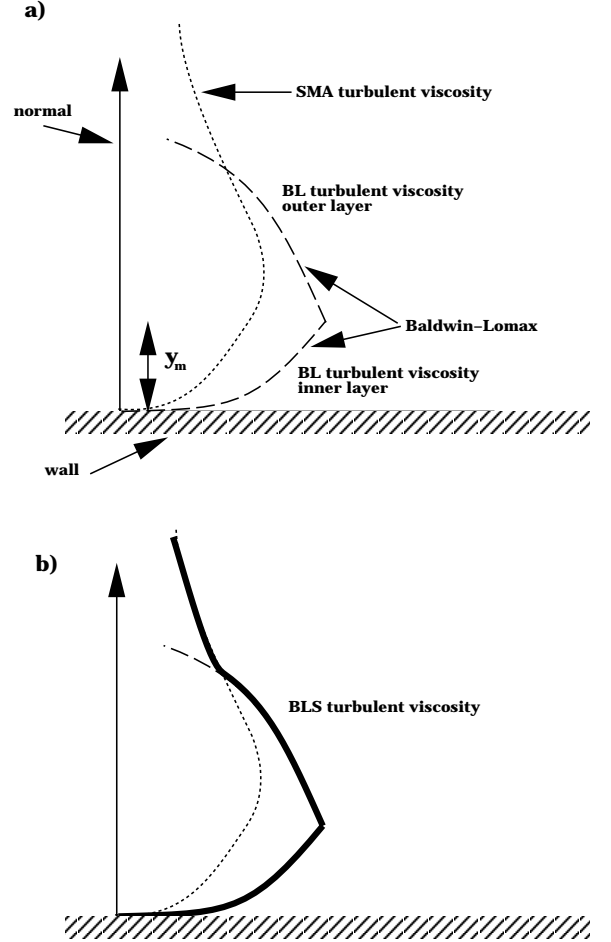 a)
SMA turbulent viscosity
normal
BL turbulent viscosity
outer layer
Baldwin–Lomax
ym
BL turbulent viscosity
inner layer
wall
b)
BLS turbulent viscosity